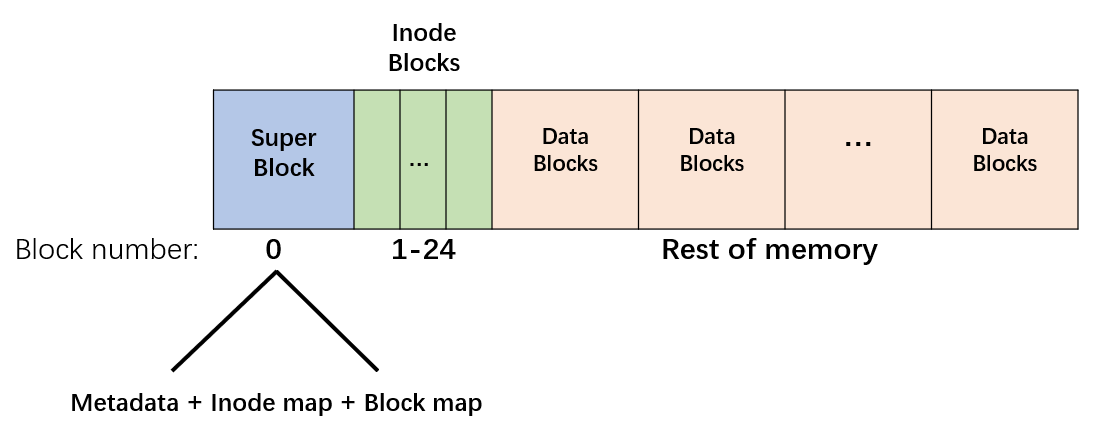 Inode
Blocks
Super
Block
...
Data
Blocks
Data
Blocks
...
Data
Blocks
Block number:
0
1-24
Rest of memory
Metadata + Inode map + Block map